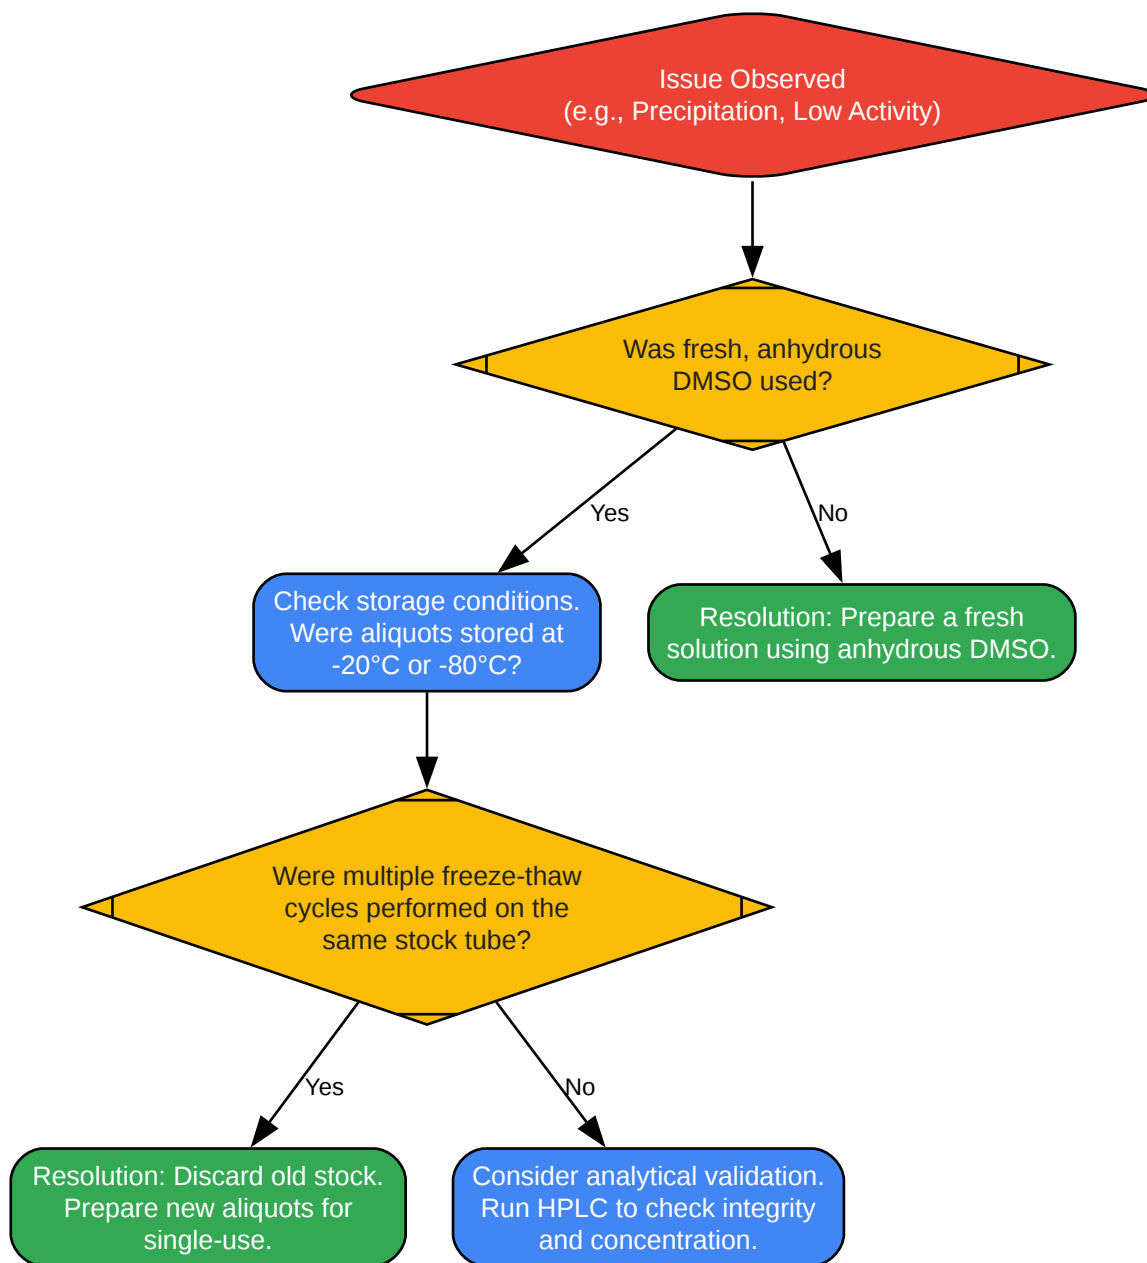 Issue Observed
(e.g., Precipitation, Low Activity)
Was fresh, anhydrous
DMSO used?
Yes
No
Check storage conditions.
Were aliquots stored at
-20°C or -80°C?
Resolution: Prepare a fresh
solution using anhydrous DMSO.
Were multiple freeze-thaw
cycles performed on the
same stock tube?
Yes
No
Resolution: Discard old stock.
Prepare new aliquots for
single-use.
Consider analytical validation.
Run HPLC to check integrity
and concentration.